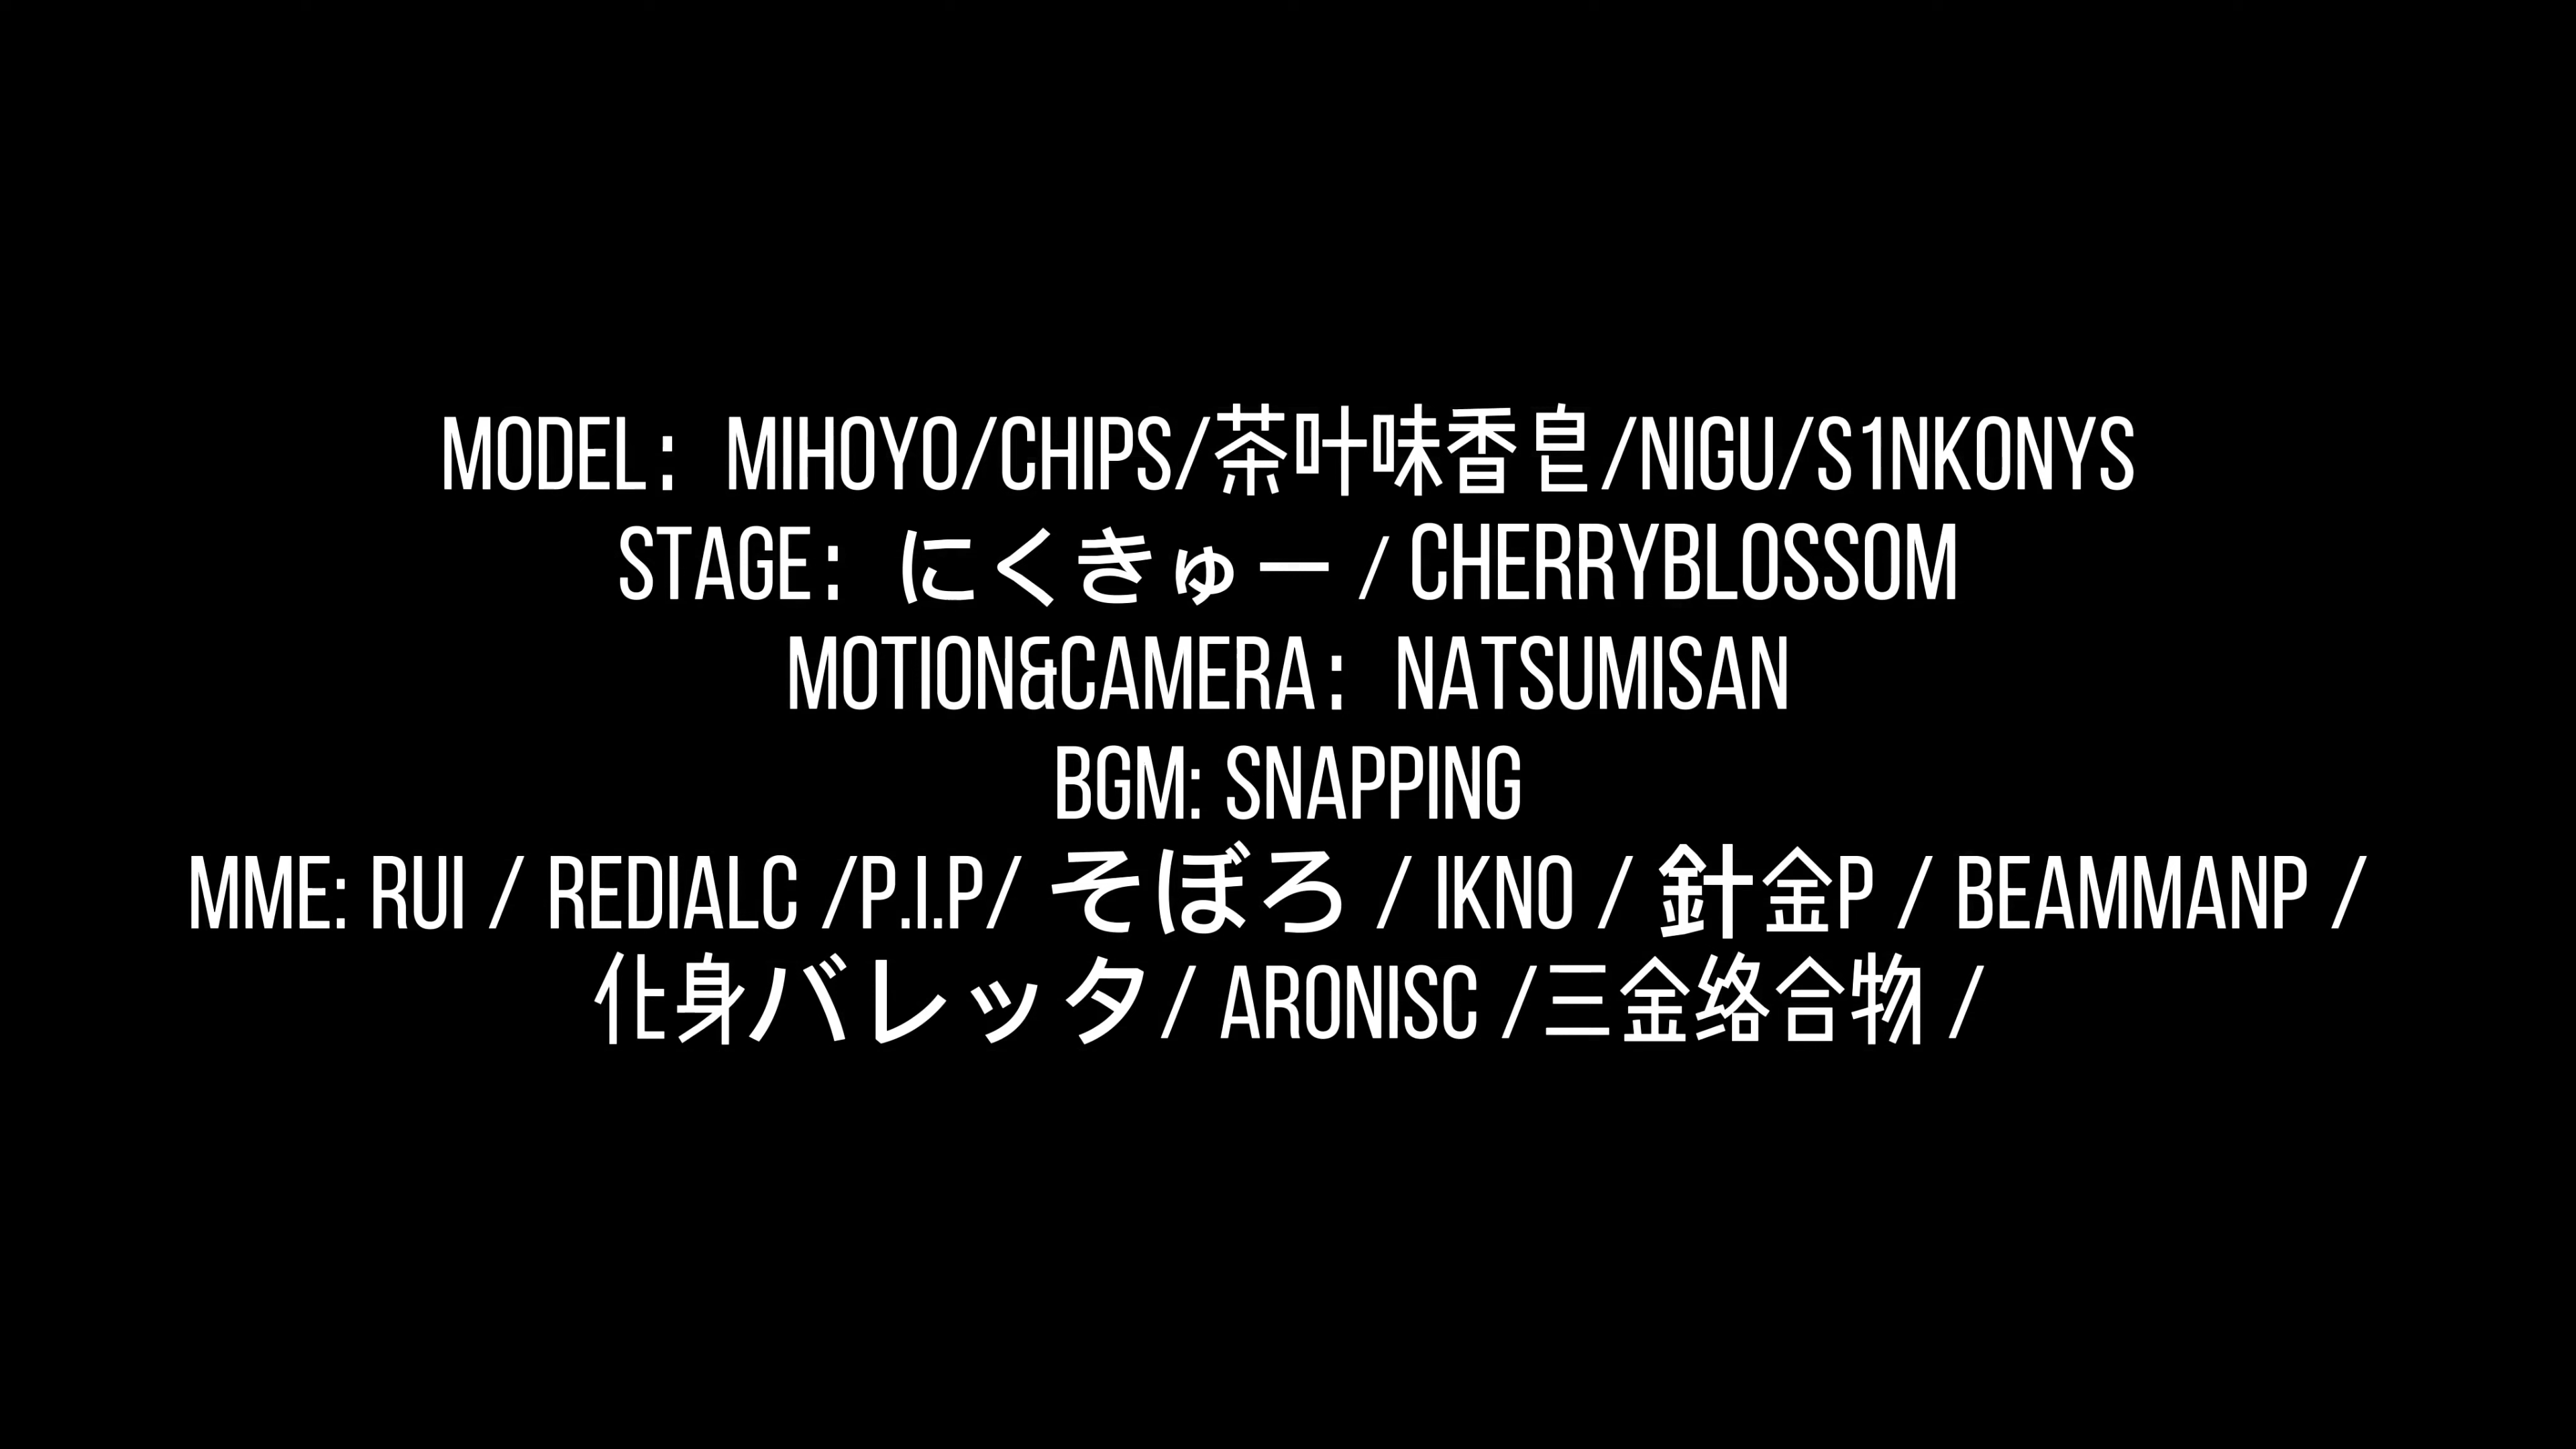 MODEL： MIHOYO/CHIPS/茶叶味香皂/NIGU/S1NKONYS
STAGE： にくきゅー / CHERRYBLOSSOM
MOTION&CAMERA： NATSUMISAN
BGM: SNAPPING
MME: RUI / REDIALC /P.I.P/ そぼろ / IKNO / 針金P / BEAMMANP /
化身バレッタ/ ARONISC /三金络合物 /